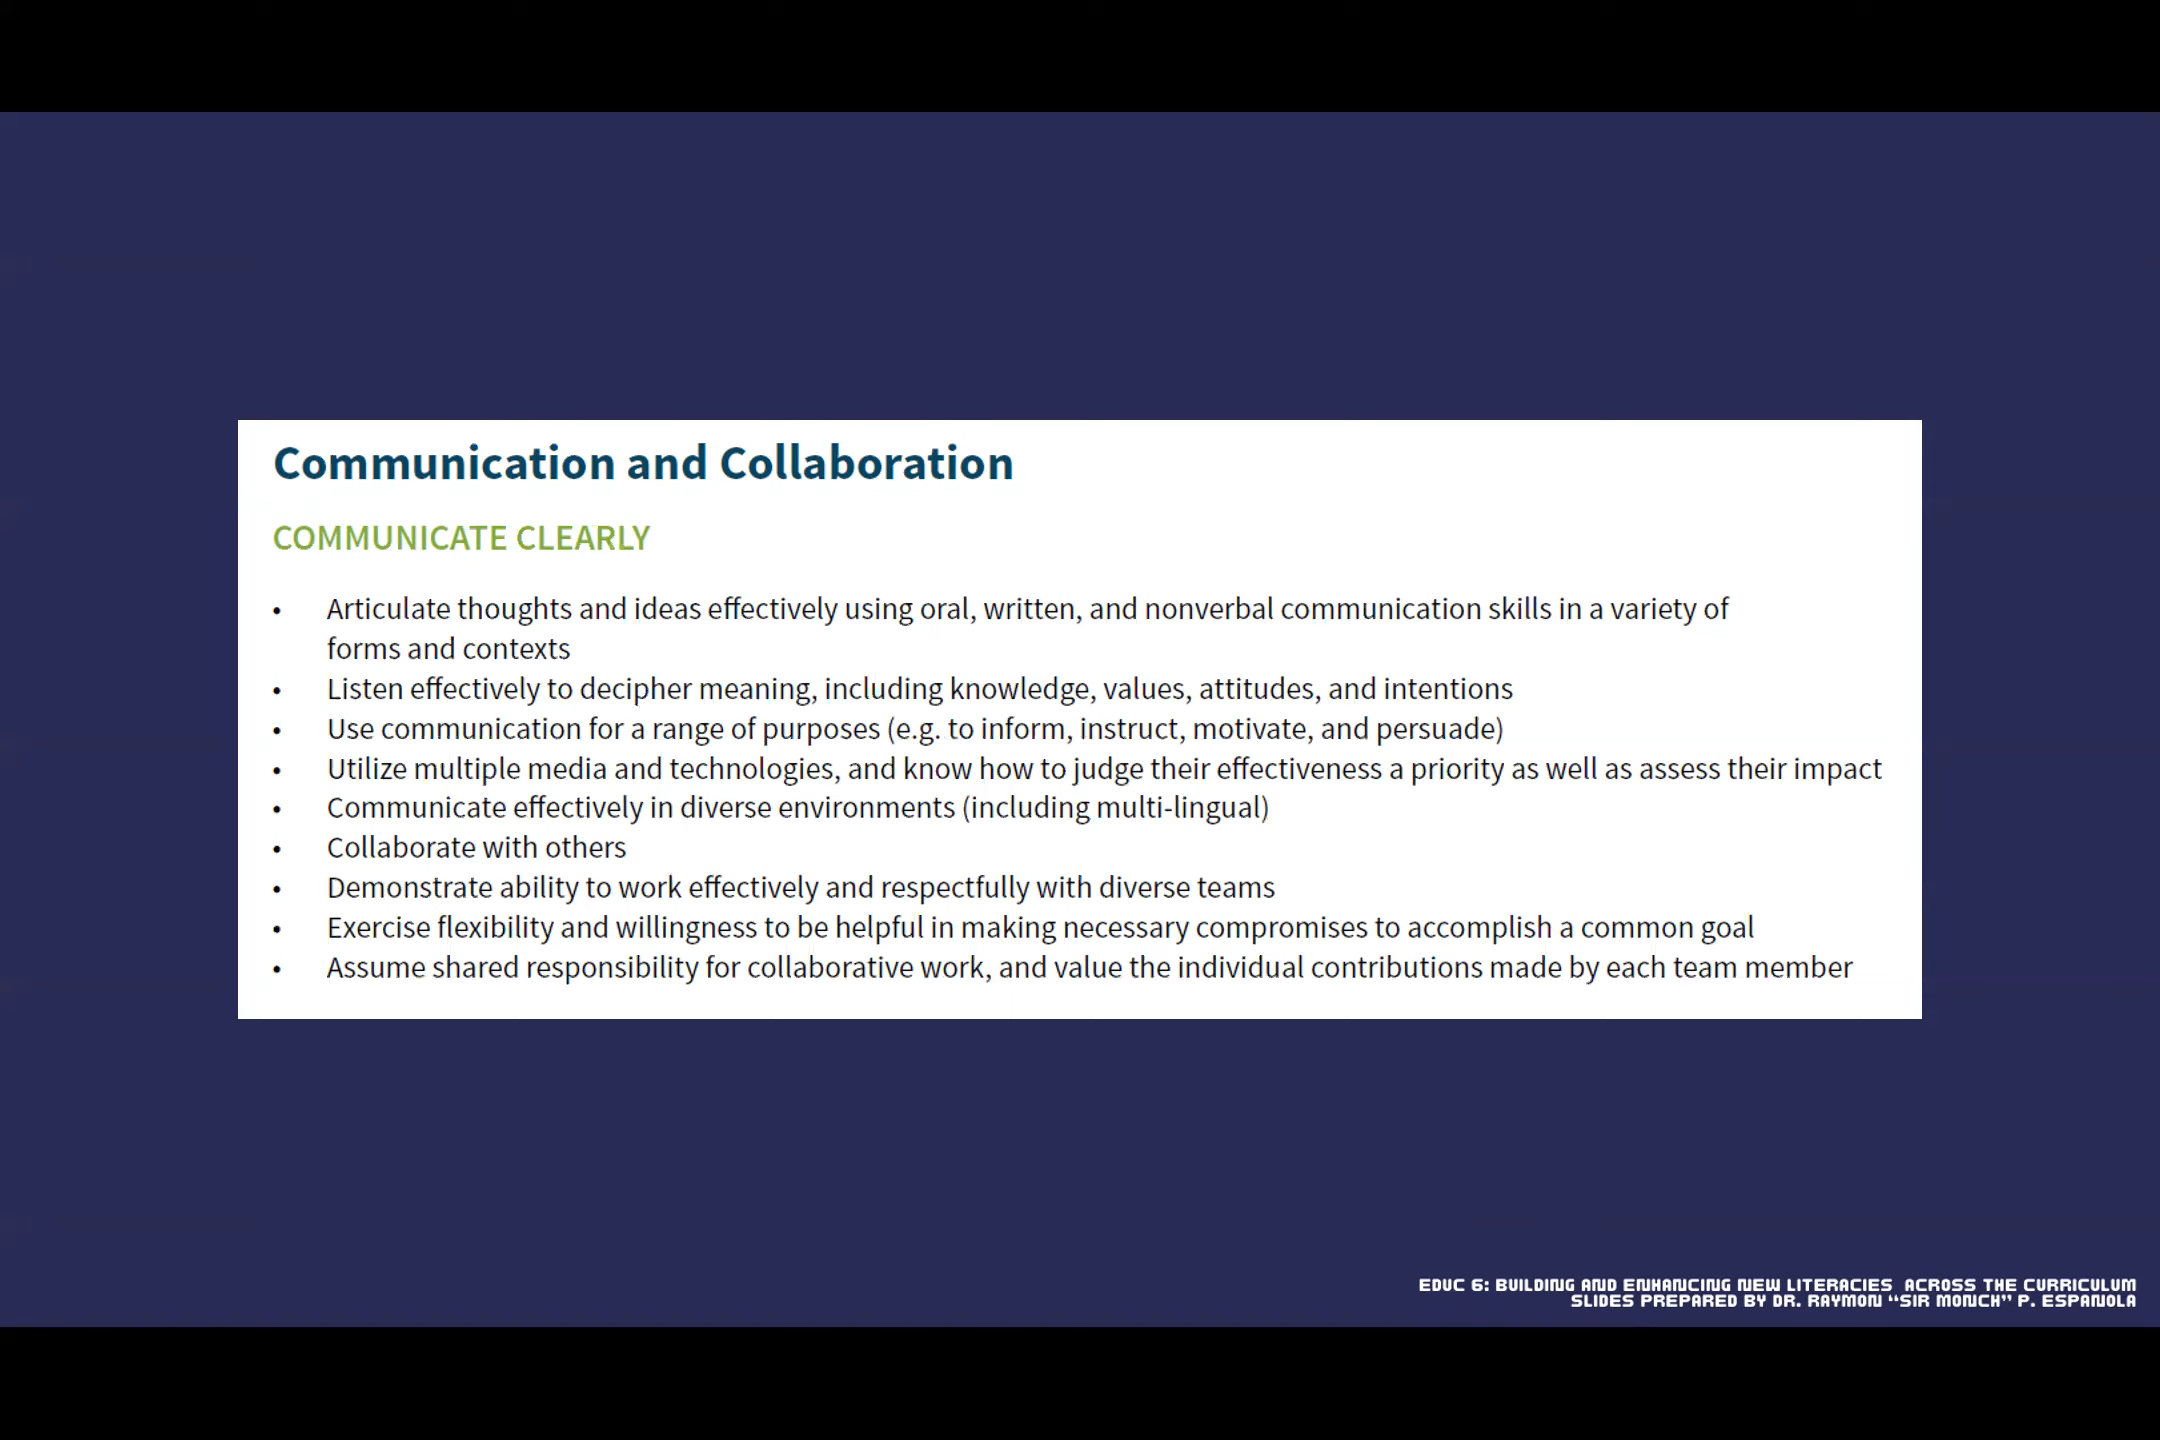 Communication and Collaboration
COMMUNICATE CLEARLY
• Articulate thoughts and ideas effectively using oral, written, and nonverbal communication skills in a variety of
forms and contexts
• Listen effectively to decipher meaning, including knowledge, values, attitudes, and intentions
• Use communication for a range of purposes (e.g. to inform, instruct, motivate, and persuade)
• Utilize multiple media and technologies, and know how to judge their effectiveness a priority as well as assess their impact
• Communicate effectively in diverse environments (including multi-lingual)
• Collaborate with others
• Demonstrate ability to work effectively and respectfully with diverse teams
• Exercise flexibility and willingness to be helpful in making necessary compromises to accomplish a common goal
• Assume shared responsibility for collaborative work, and value the individual contributions made by each team member
EDUC 6: BUILDING AND ENHANCING NEW LITERACIES ACROSS THE CURRICULUM
SLIDES PREPARED BY DR. RAYMON “SIR MONCH” P. ESPANOLA